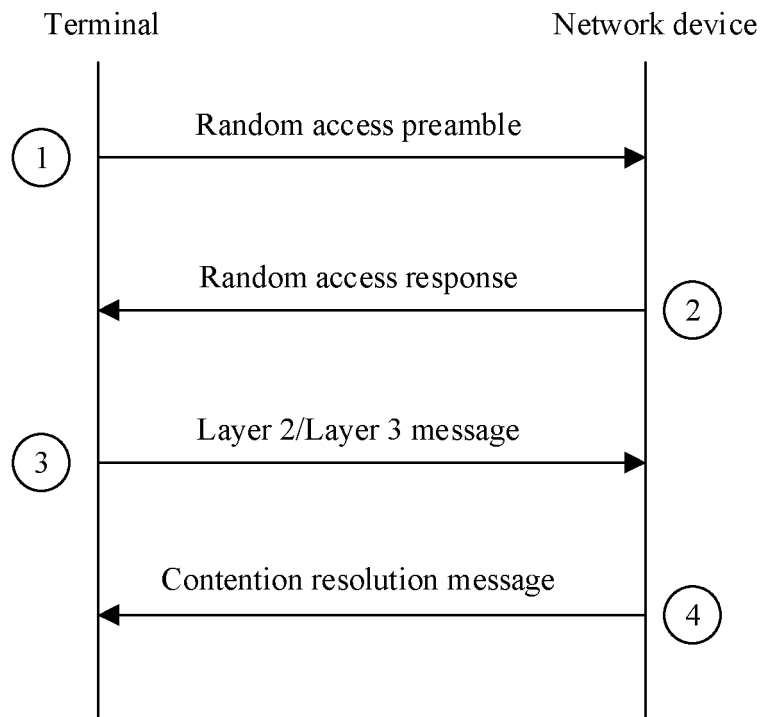 Terminal
Network device
Random access preamble
1
Random access response
2
Layer 2/Layer 3 message
3
Contention resolution message
4